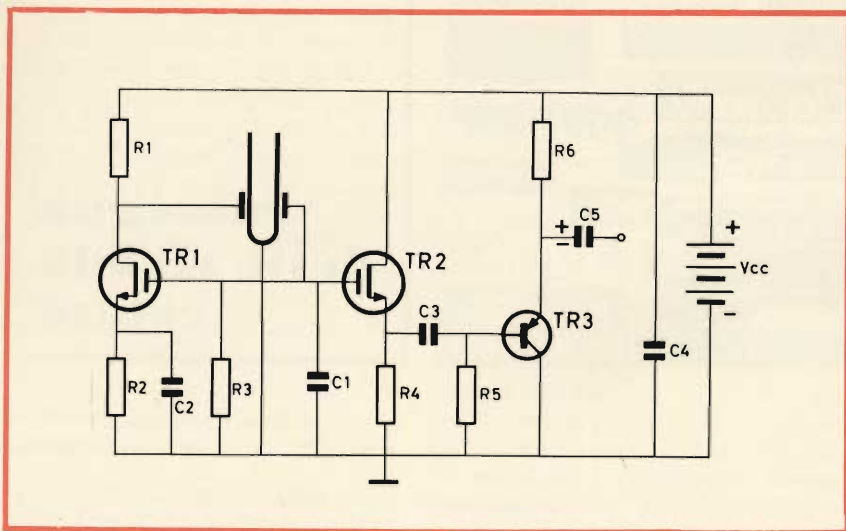 R1
TR1
R2
C2
R3
C1
TR2
C3
R4
R5
TR3
R6
+
−
C5
C4
+
Vcc
−